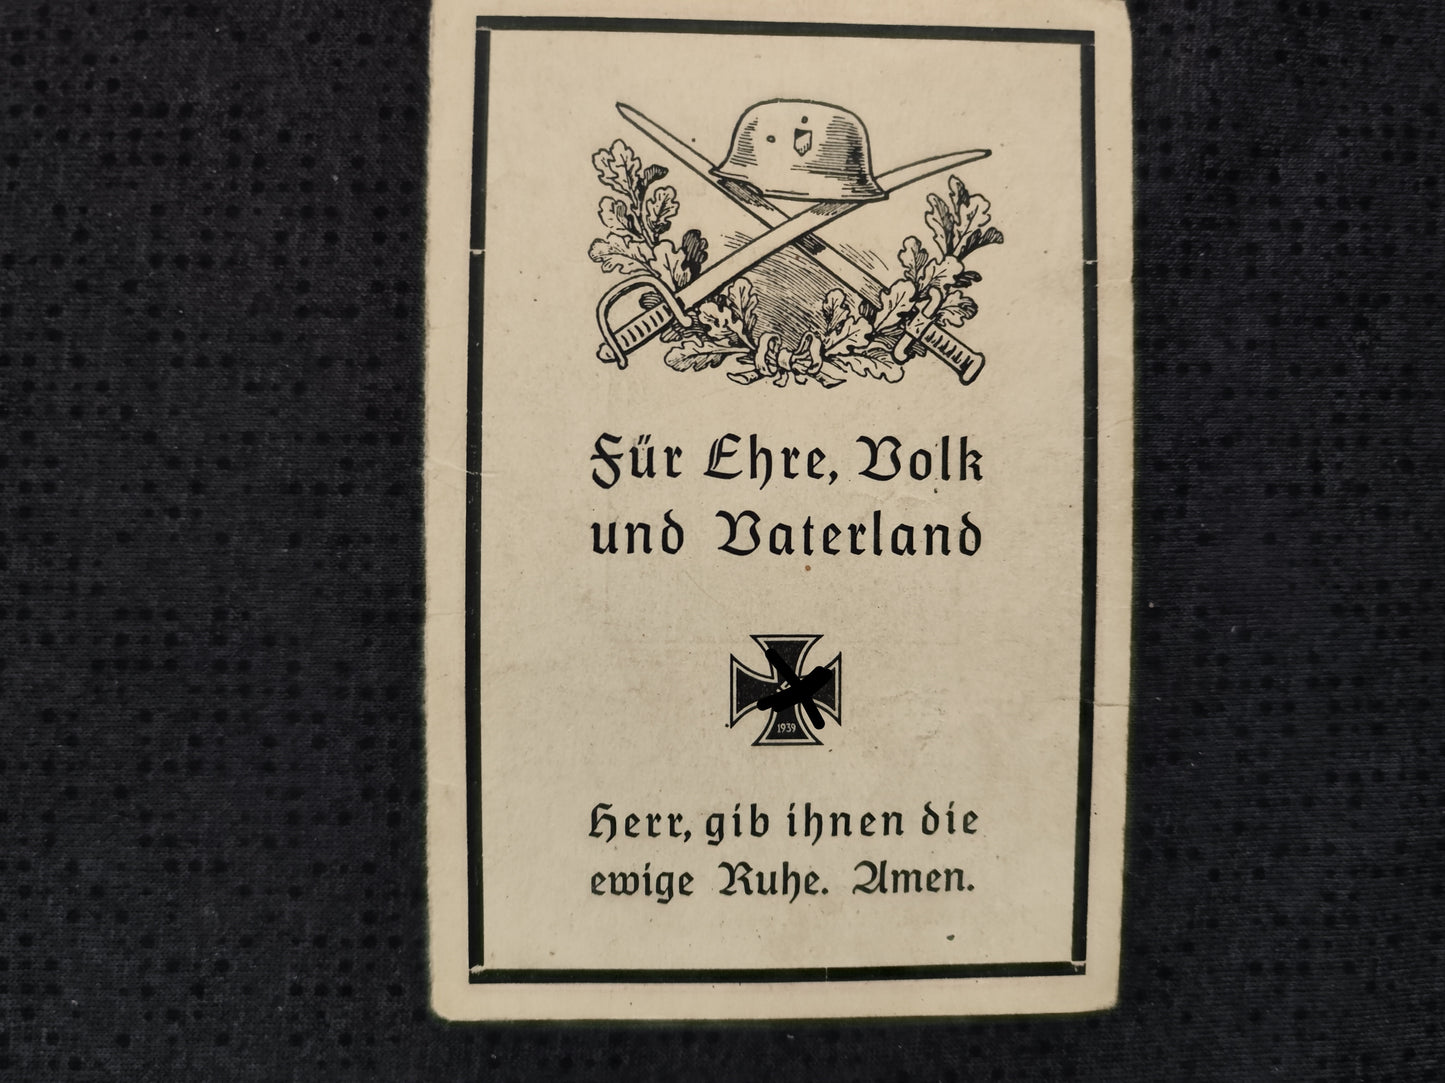 Für Ehre, Volk
und Vaterland
1939
Herr, gib ihnen die
ewige Ruhe. Amen.